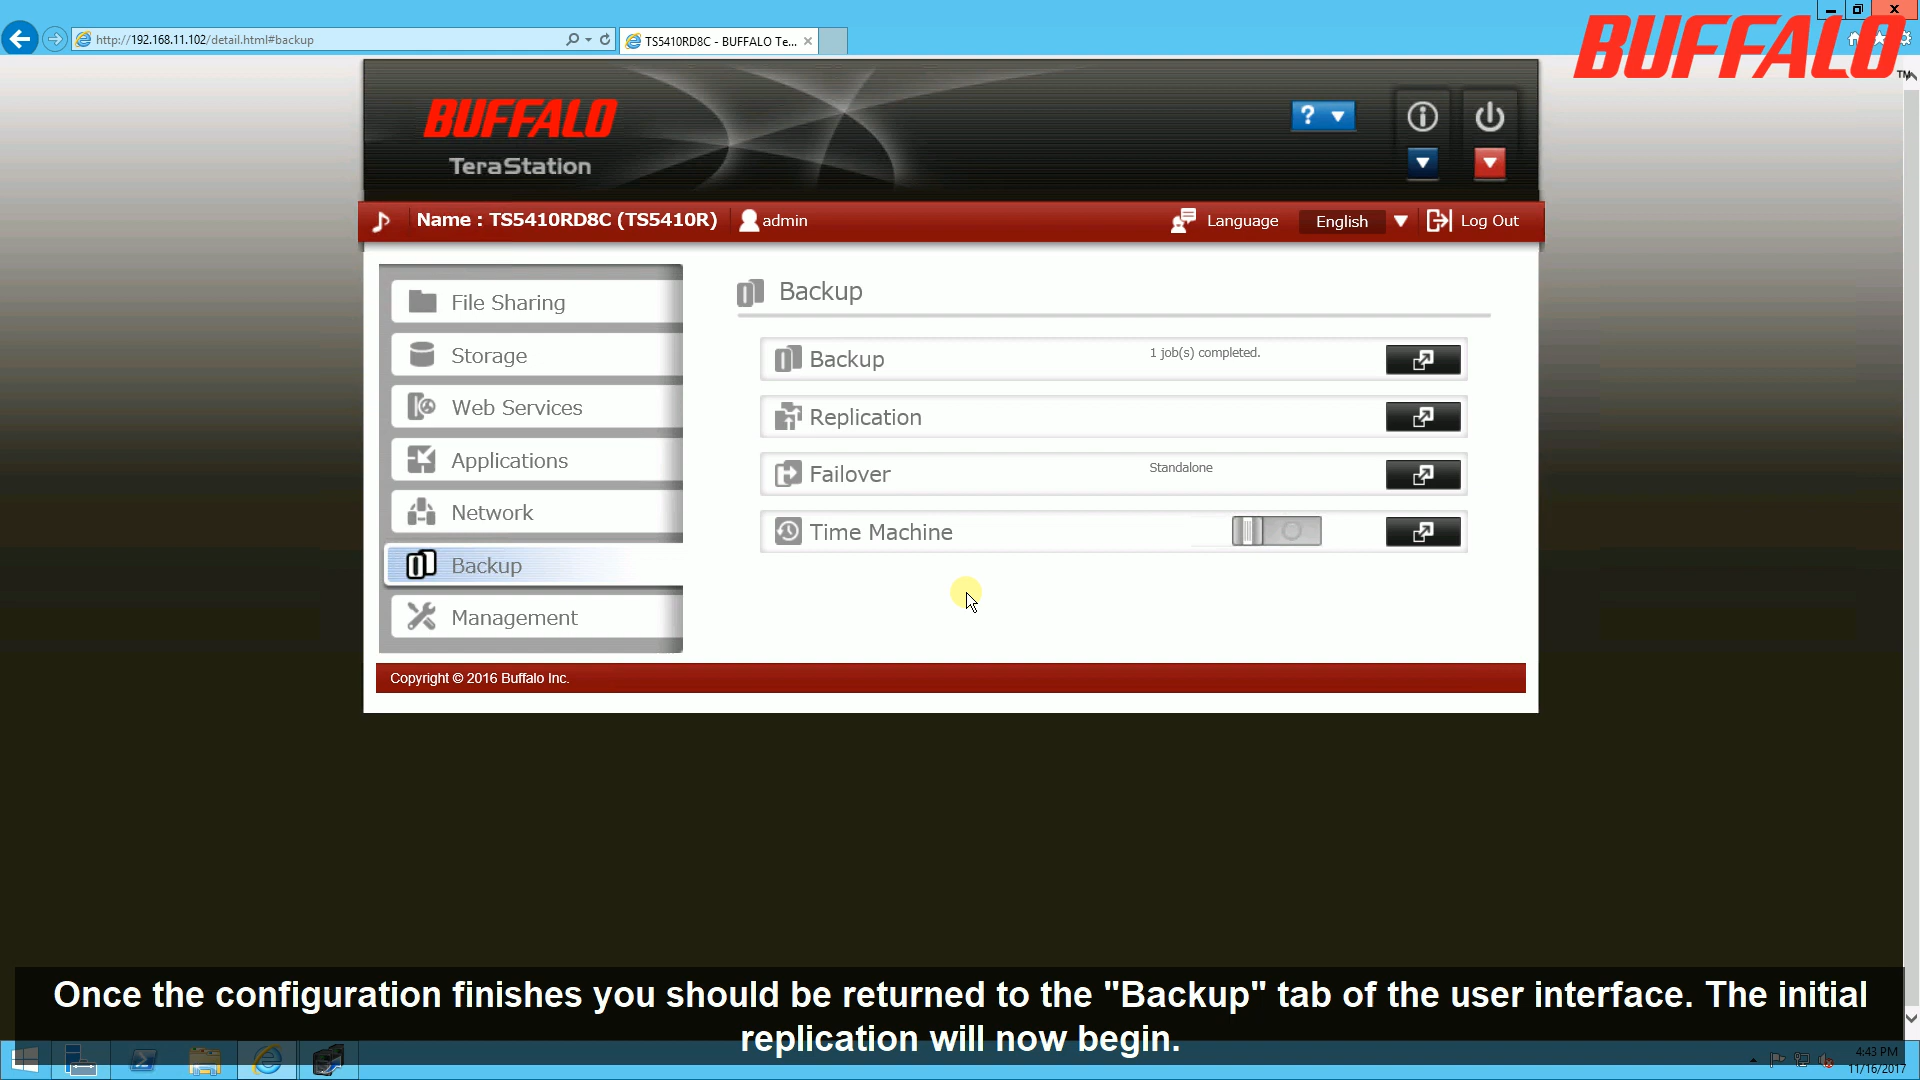 http://192.168.11.102/detail.html#backup
TS5410RD8C - BUFFALO Te...
BUFFALO™
BUFFALO
TeraStation
?
Name : TS5410RD8C (TS5410R)
admin
Language
English
Log Out
File Sharing
Storage
Web Services
Applications
Network
Backup
Management
Backup
Backup
1 job(s) completed.
Replication
Failover
Standalone
Time Machine
Copyright © 2016 Buffalo Inc.
Once the configuration finishes you should be returned to the "Backup" tab of the user interface. The initial
replication will now begin.
4:43 PM
11/16/2017